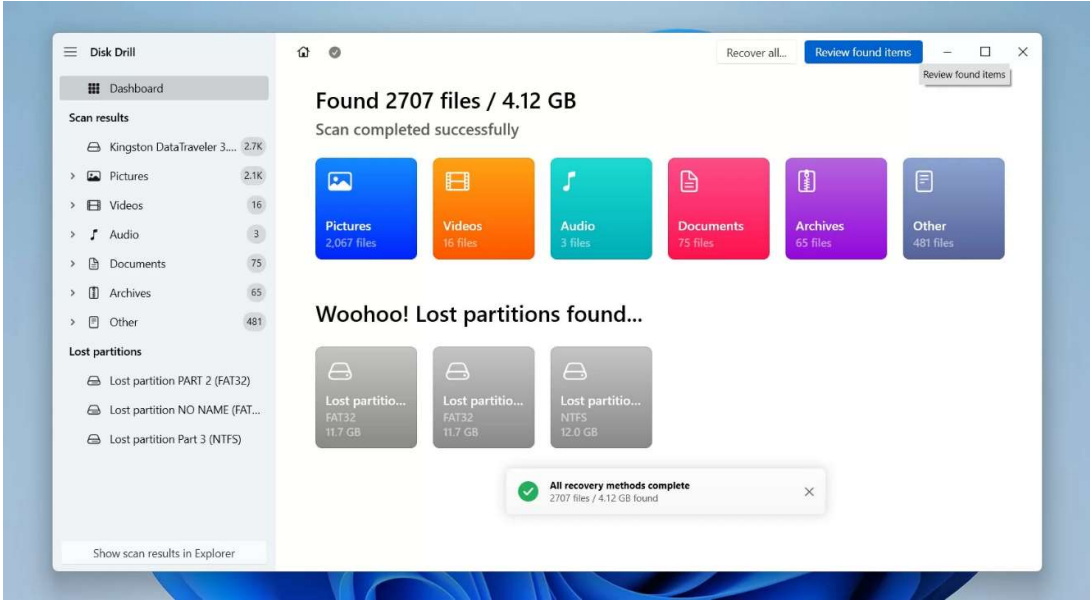 Disk Drill
Recover all...
Review found items
Review found items
Dashboard
Scan results
Kingston DataTraveler 3.... 2.7K
Pictures 2.1K
Videos 16
Audio 3
Documents 75
Archives 65
Other 481
Lost partitions
Lost partition PART 2 (FAT32)
Lost partition NO NAME (FAT...
Lost partition Part 3 (NTFS)
Show scan results in Explorer
Found 2707 files / 4.12 GB
Scan completed successfully
Pictures
2,067 files
Videos
16 files
Audio
3 files
Documents
75 files
Archives
65 files
Other
481 files
Woohoo! Lost partitions found...
Lost partitio...
FAT32
11.7 GB
Lost partitio...
FAT32
11.7 GB
Lost partitio...
NTFS
12.0 GB
All recovery methods complete
2707 files / 4.12 GB found